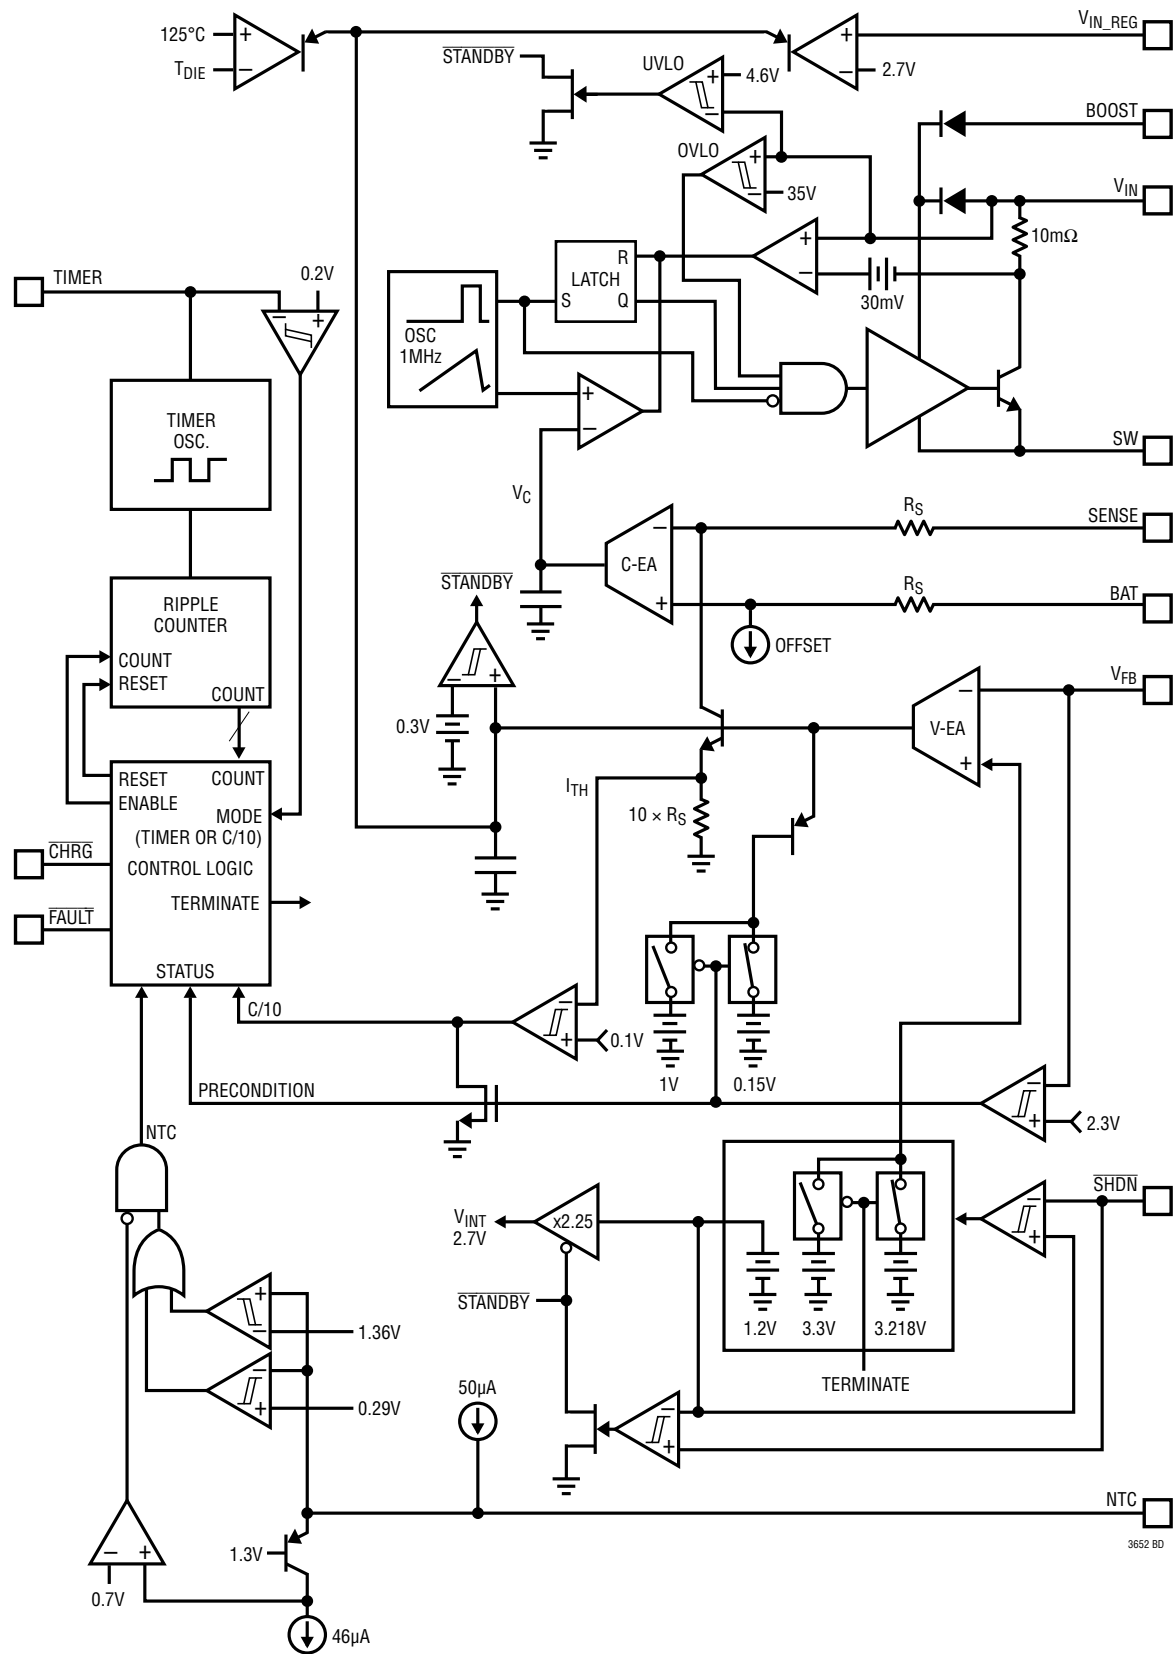 125°C
TDIE
+
−
STANDBY
UVLO
+
−
4.6V
+
−
2.7V
VIN_REG
BOOST
OVLO
+
−
35V
VIN
10mΩ
+
−
30mV
TIMER
0.2V
−
+
R
LATCH
S
Q
OSC
1MHz
TIMER
OSC.
+
−
SW
VC
RS
SENSE
−
C-EA
+
RS
BAT
OFFSET
STANDBY
RIPPLE
COUNTER
COUNT
RESET
COUNT
−
+
0.3V
VFB
−
V-EA
+
RESET
COUNT
ENABLE
MODE
(TIMER OR C/10)
CONTROL LOGIC
TERMINATE
STATUS
CHRG
FAULT
ITH
10 × RS
C/10
−
+
0.1V
1V
0.15V
PRECONDITION
−
+
2.3V
NTC
SHDN
−
+
VINT
2.7V
x2.25
STANDBY
1.2V
3.3V
3.218V
TERMINATE
+
−
1.36V
−
+
0.29V
50µA
−
+
NTC
3652 BD
1.3V
−
+
0.7V
46µA